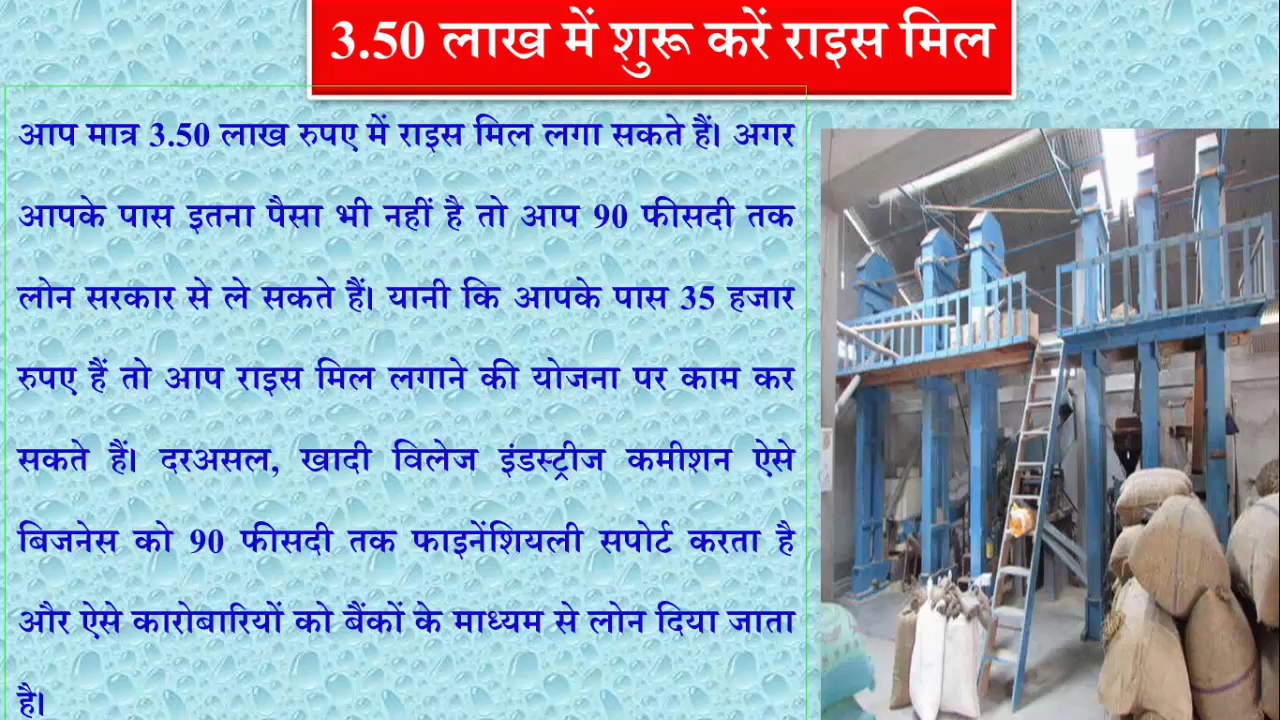 3.50 लाख में शुरू करें राइस मिल
आप मात्र 3.50 लाख रुपए में राइस मिल लगा सकते हैं। अगर
आपके पास इतना पैसा भी नहीं है तो आप 90 फीसदी तक
लोन सरकार से ले सकते हैं। यानी कि आपके पास 35 हजार
रुपए हैं तो आप राइस मिल लगाने की योजना पर काम कर
सकते हैं। दरअसल, खादी विलेज इंडस्ट्रीज कमीशन ऐसे
बिजनेस को 90 फीसदी तक फाइनेंशियली सपोर्ट करता है
और ऐसे कारोबारियों को बैंकों के माध्यम से लोन दिया जाता
है।